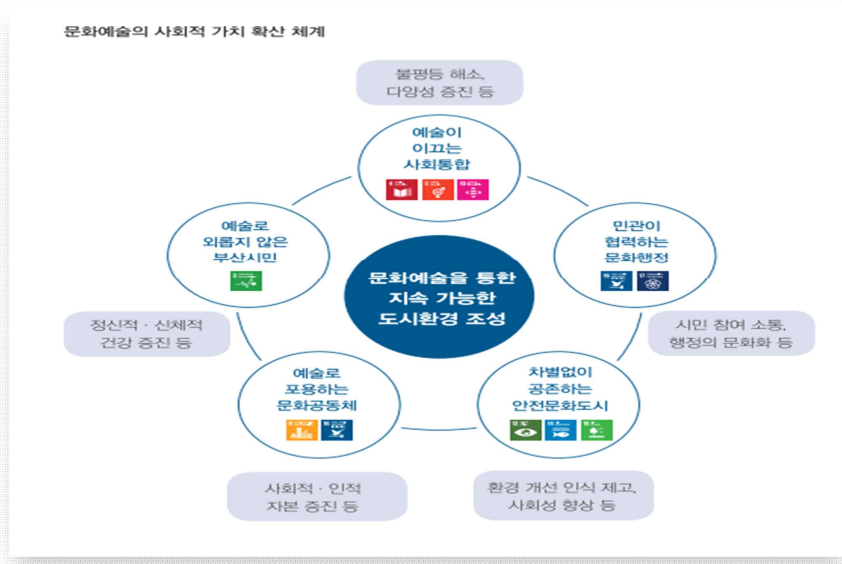 문화예술의 사회적 가치 확산 체계
불평등 해소,
다양성 증진 등
예술이
이끄는
사회통합
예술로
외롭지 않은
부산시민
민관이
협력하는
문화행정
문화예술을 통한
지속 가능한
도시환경 조성
정신적 · 신체적
건강 증진 등
시민 참여 소통,
행정의 문화화 등
예술로
포용하는
문화공동체
차별없이
공존하는
안전문화도시
사회적 · 인적
자본 증진 등
환경 개선 인식 제고,
사회성 향상 등